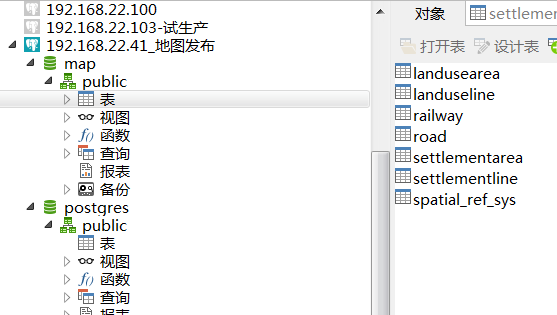 192.168.22.100
192.168.22.103-试生产
192.168.22.41_地图发布
map
public
表
视图
函数
查询
报表
备份
postgres
public
表
视图
函数
查询
报表
对象
settlement
打开表 设计表
landusearea
landuseline
railway
road
settlementarea
settlementline
spatial_ref_sys